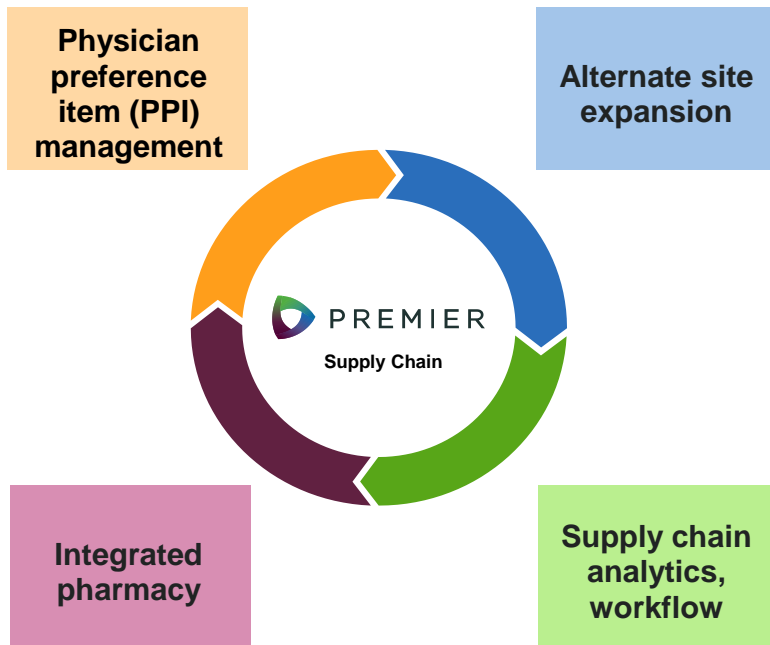 Physician
preference
item (PPI)
management
Alternate site
expansion
PREMIER
Supply Chain
Integrated
pharmacy
Supply chain
analytics,
workflow